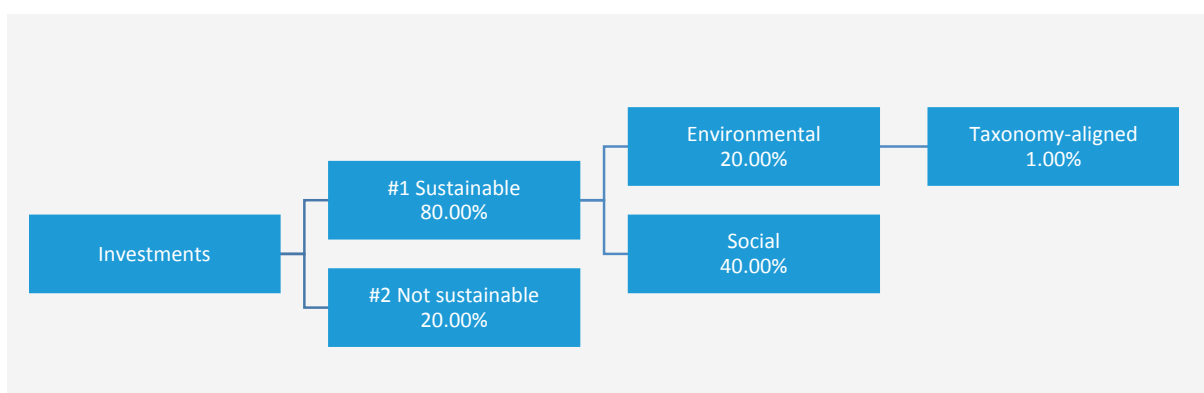 Investments
#1 Sustainable
80.00%
#2 Not sustainable
20.00%
Environmental
20.00%
Social
40.00%
Taxonomy-aligned
1.00%